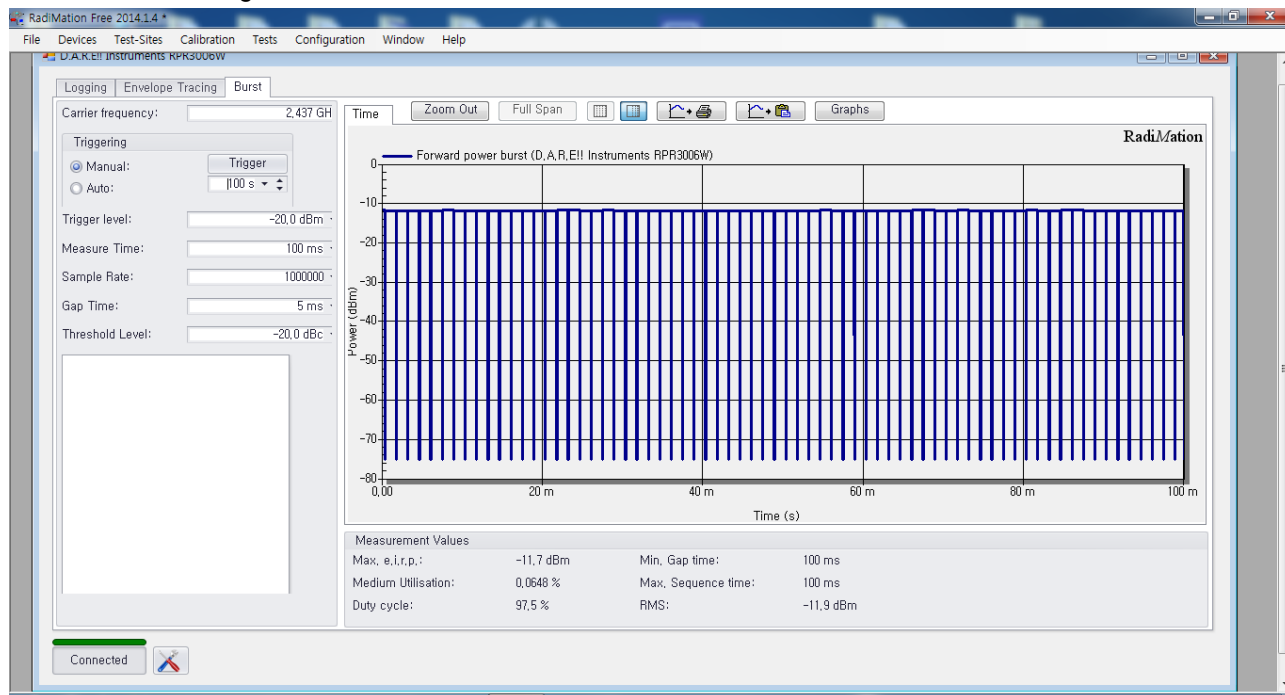 RadiMation Free 2014.1.4 *
File Devices Test-Sites Calibration Tests Configuration Window Help
D.A.R.E!! Instruments RPR3006W
Logging Envelope Tracing Burst
Carrier frequency: 2,437 GH
Triggering
Manual: Trigger
Auto: 100 s
Trigger level: -20,0 dBm
Measure Time: 100 ms
Sample Rate: 1000000
Gap Time: 5 ms
Threshold Level: -20,0 dBc
Time Zoom Out Full Span Graphs
RadiMation
Forward power burst (D,A,R,E!! Instruments RPR3006W)
Power (dBm)
0
-10
-20
-30
-40
-50
-60
-70
-80
0,00 20 m 40 m 60 m 80 m 100 m
Time (s)
Measurement Values
Max, e,i,r,p,: -11,7 dBm Min, Gap time: 100 ms
Medium Utilisation: 0,0648 % Max, Sequence time: 100 ms
Duty cycle: 97,5 % RMS: -11,9 dBm
Connected